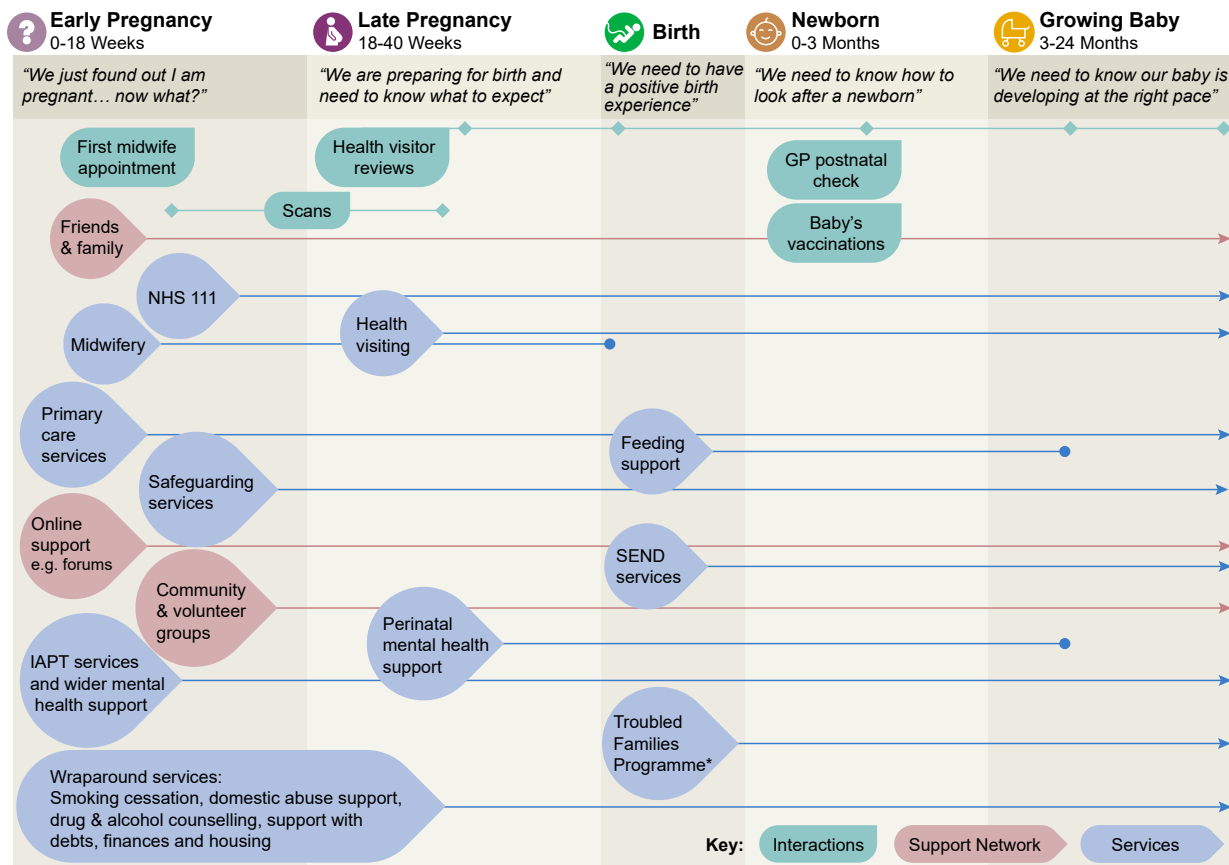 Early Pregnancy
0-18 Weeks
Late Pregnancy
18-40 Weeks
Birth
Newborn
0-3 Months
Growing Baby
3-24 Months
“We just found out I am
pregnant… now what?”
“We are preparing for birth and
need to know what to expect”
“We need to have
a positive birth
experience”
“We need to know how to
look after a newborn”
“We need to know our baby is
developing at the right pace”
First midwife
appointment
Health visitor
reviews
GP postnatal
check
Scans
Baby’s
vaccinations
Friends
& family
NHS 111
Midwifery
Health
visiting
Primary
care
services
Feeding
support
Safeguarding
services
Online
support
e.g. forums
SEND
services
Community
& volunteer
groups
Perinatal
mental health
support
IAPT services
and wider mental
health support
Troubled
Families
Programme*
Wraparound services:
Smoking cessation, domestic abuse support,
drug & alcohol counselling, support with
debts, finances and housing
Key:
Interactions
Support Network
Services